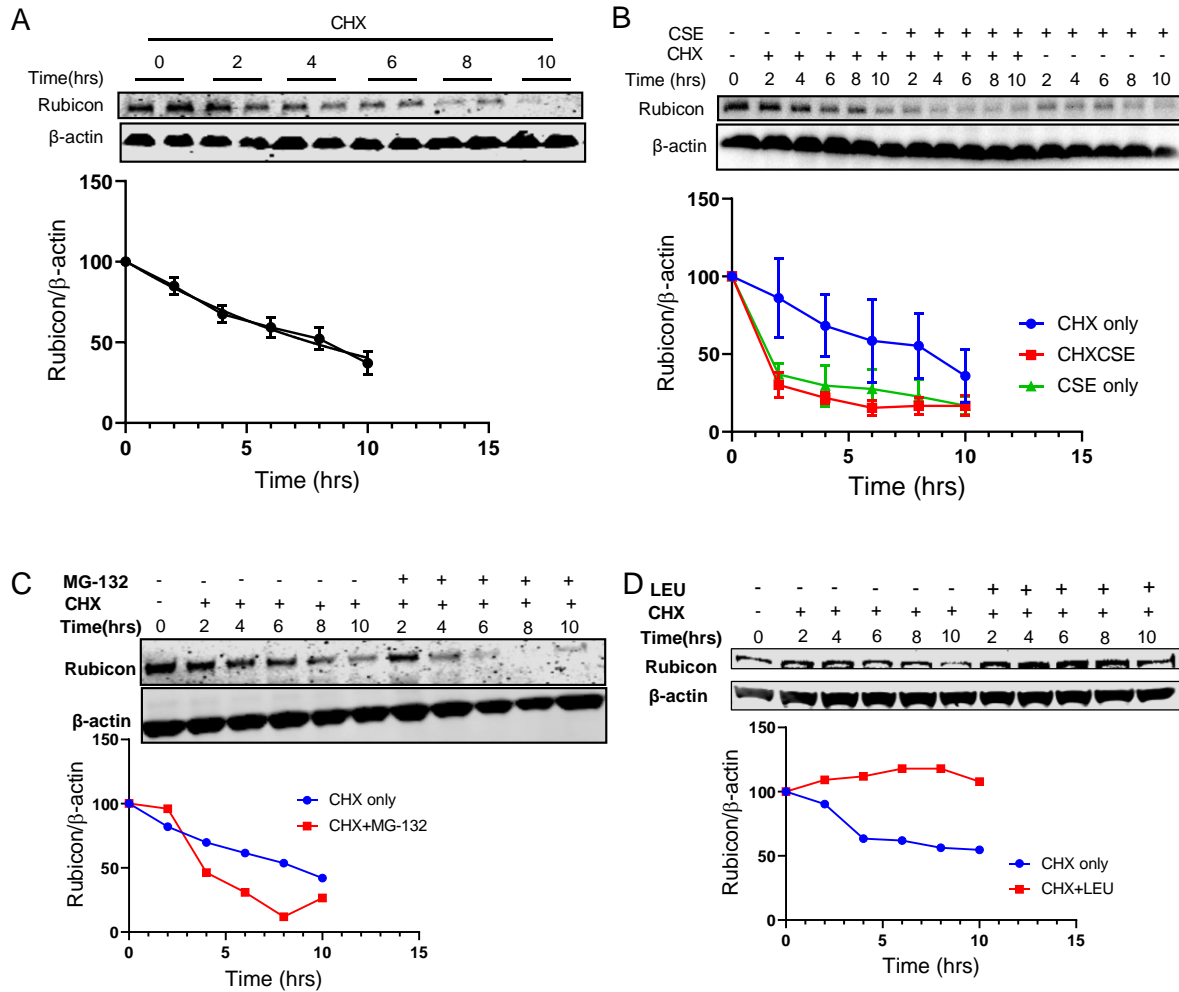 A
CHX
0 2 4 6 8 10
Time(hrs)
Rubicon
β-actin
150
100
50
0
0 5 10 15
Rubicon/β-actin
Time (hrs)
B
CSE - - - - - - + + + + + + + + + +
CHX - + + + + + + + + + + - - - - -
Time (hrs) 0 2 4 6 8 10 2 4 6 8 10 2 4 6 8 10
Rubicon
β-actin
150
100
50
0
0 5 10 15
Rubicon/β-actin
Time (hrs)
CHX only
CHXCSE
CSE only
C
MG-132 - - - - - - + + + + +
CHX - + + + + + + + + + +
Time(hrs) 0 2 4 6 8 10 2 4 6 8 10
Rubicon
β-actin
150
100
50
0
0 5 10 15
Rubicon/β-actin
Time (hrs)
CHX only
CHX+MG-132
D
LEU - - - - - - + + + + +
CHX - + + + + + + + + + +
Time(hrs) 0 2 4 6 8 10 2 4 6 8 10
Rubicon
β-actin
150
100
50
0
0 5 10 15
Rubicon/β-actin
Time (hrs)
CHX only
CHX+LEU